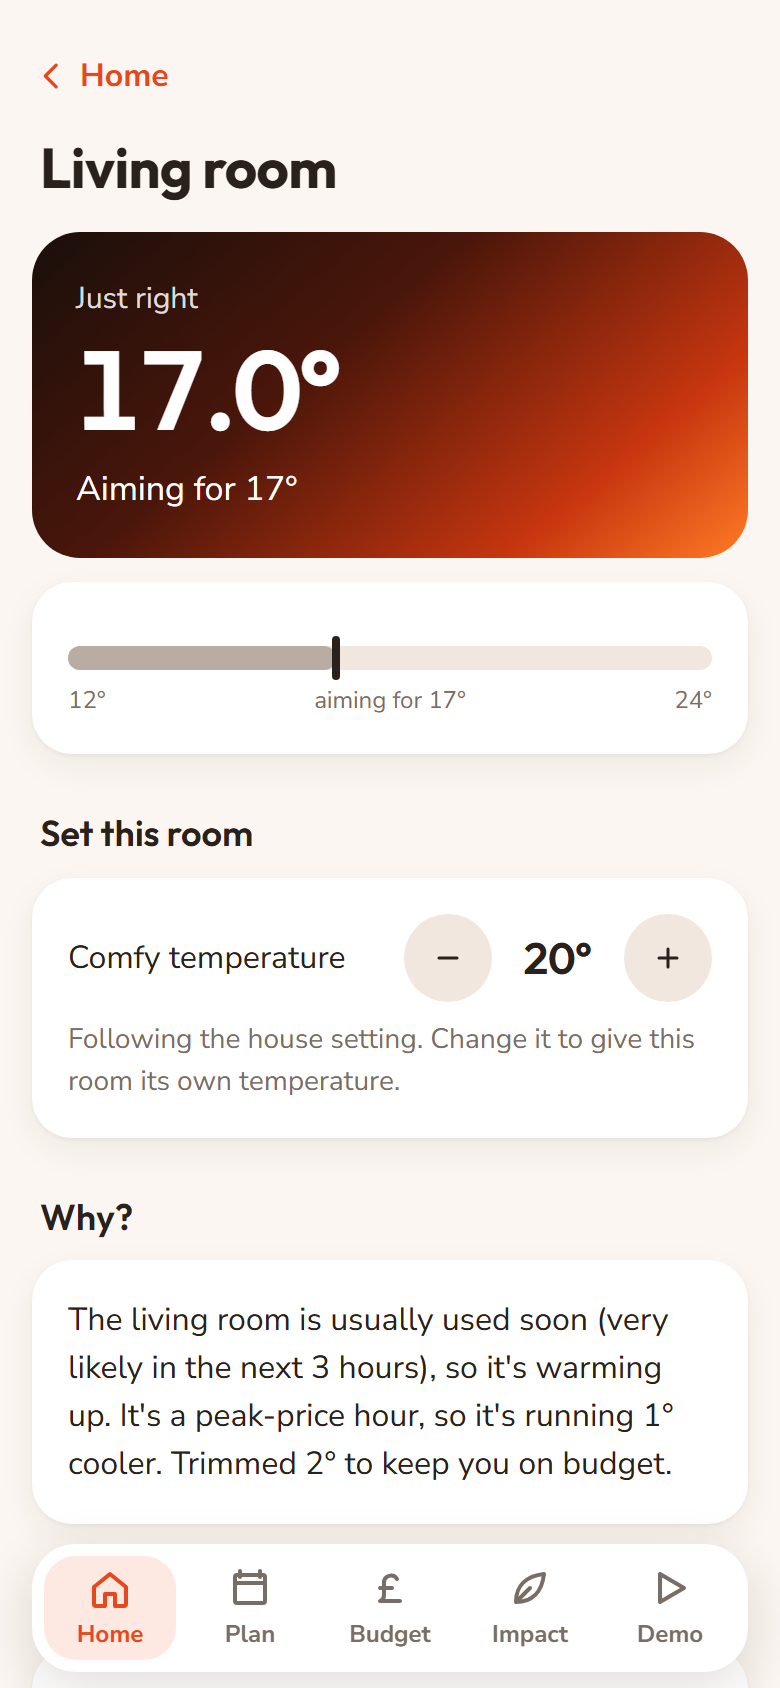 Home
Living room
Just right
17.0°
Aiming for 17°
12° aiming for 17° 24°
Set this room
Comfy temperature − 20° +
Following the house setting. Change it to give this
room its own temperature.
Why?
The living room is usually used soon (very
likely in the next 3 hours), so it's warming
up. It's a peak-price hour, so it's running 1°
cooler. Trimmed 2° to keep you on budget.
Home Plan Budget Impact Demo